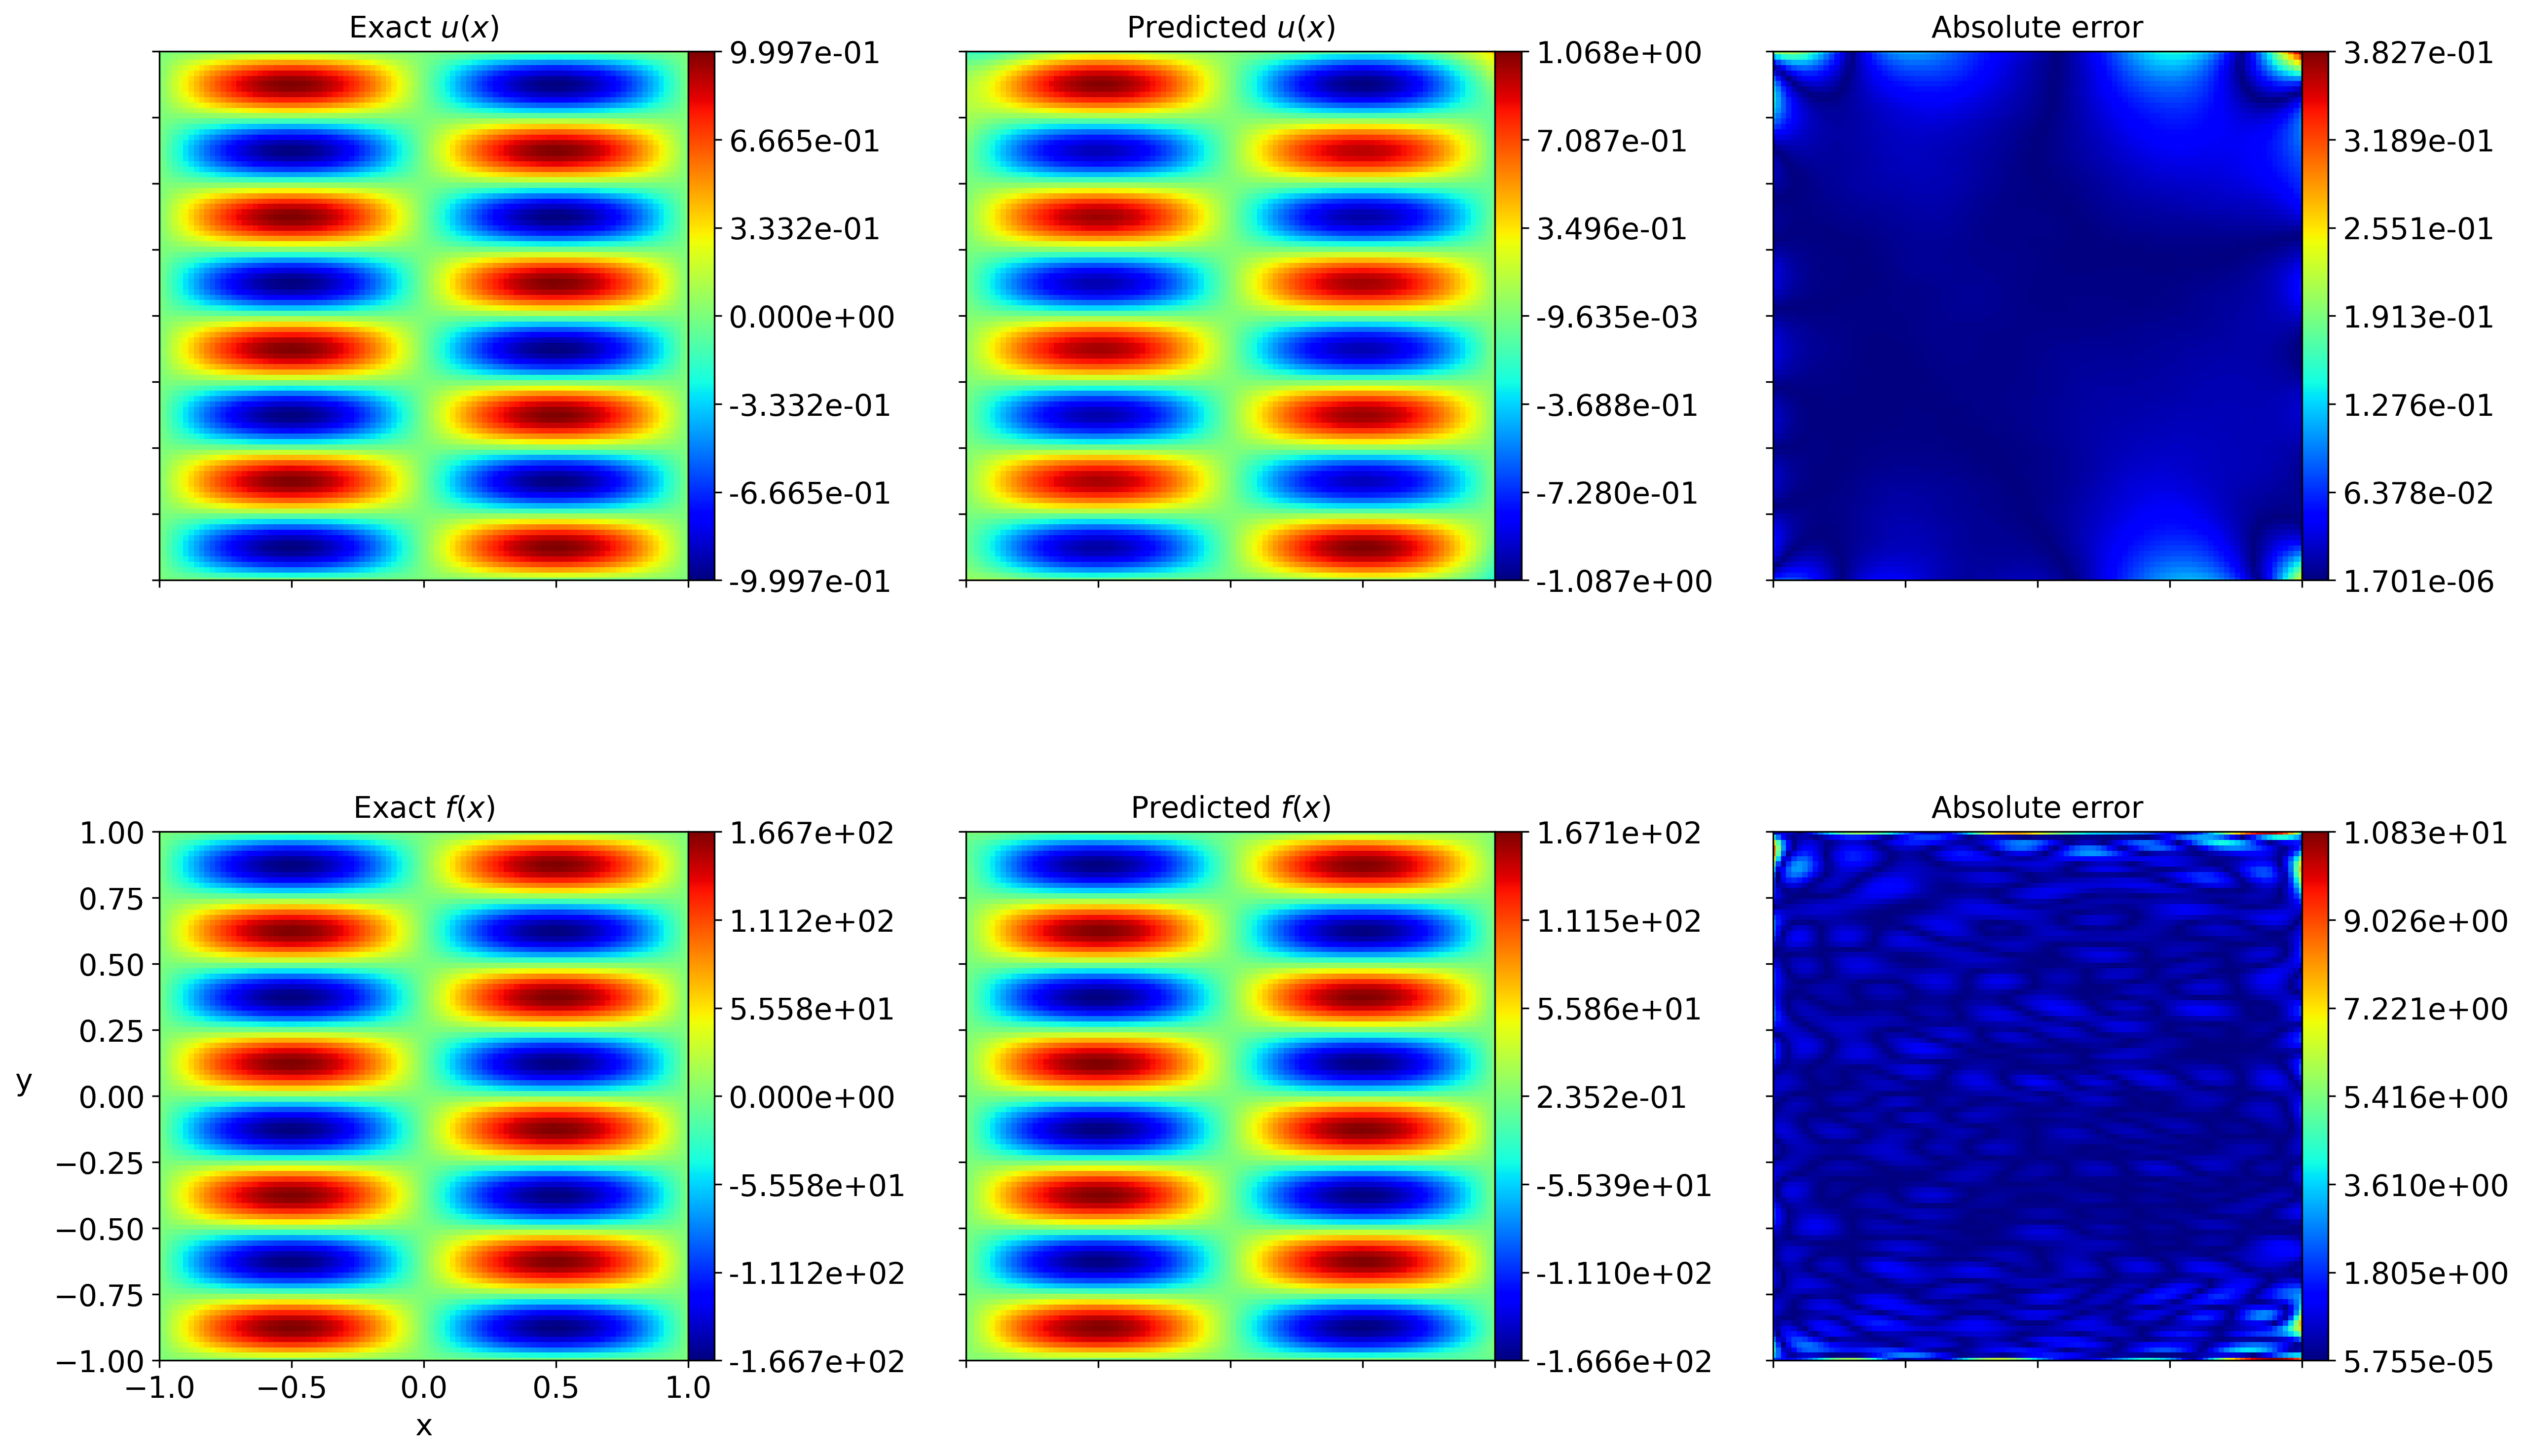 Exact u(x)
9.997e-01
6.665e-01
3.332e-01
0.000e+00
-3.332e-01
-6.665e-01
-9.997e-01
Predicted u(x)
1.068e+00
7.087e-01
3.496e-01
-9.635e-03
-3.688e-01
-7.280e-01
-1.087e+00
Absolute error
3.827e-01
3.189e-01
2.551e-01
1.913e-01
1.276e-01
6.378e-02
1.701e-06
Exact f(x)
1.00
0.75
0.50
0.25
0.00
−0.25
−0.50
−0.75
−1.00
y
−1.0 −0.5 0.0 0.5 1.0
x
1.667e+02
1.112e+02
5.558e+01
0.000e+00
-5.558e+01
-1.112e+02
-1.667e+02
Predicted f(x)
1.671e+02
1.115e+02
5.586e+01
2.352e-01
-5.539e+01
-1.110e+02
-1.666e+02
Absolute error
1.083e+01
9.026e+00
7.221e+00
5.416e+00
3.610e+00
1.805e+00
5.755e-05